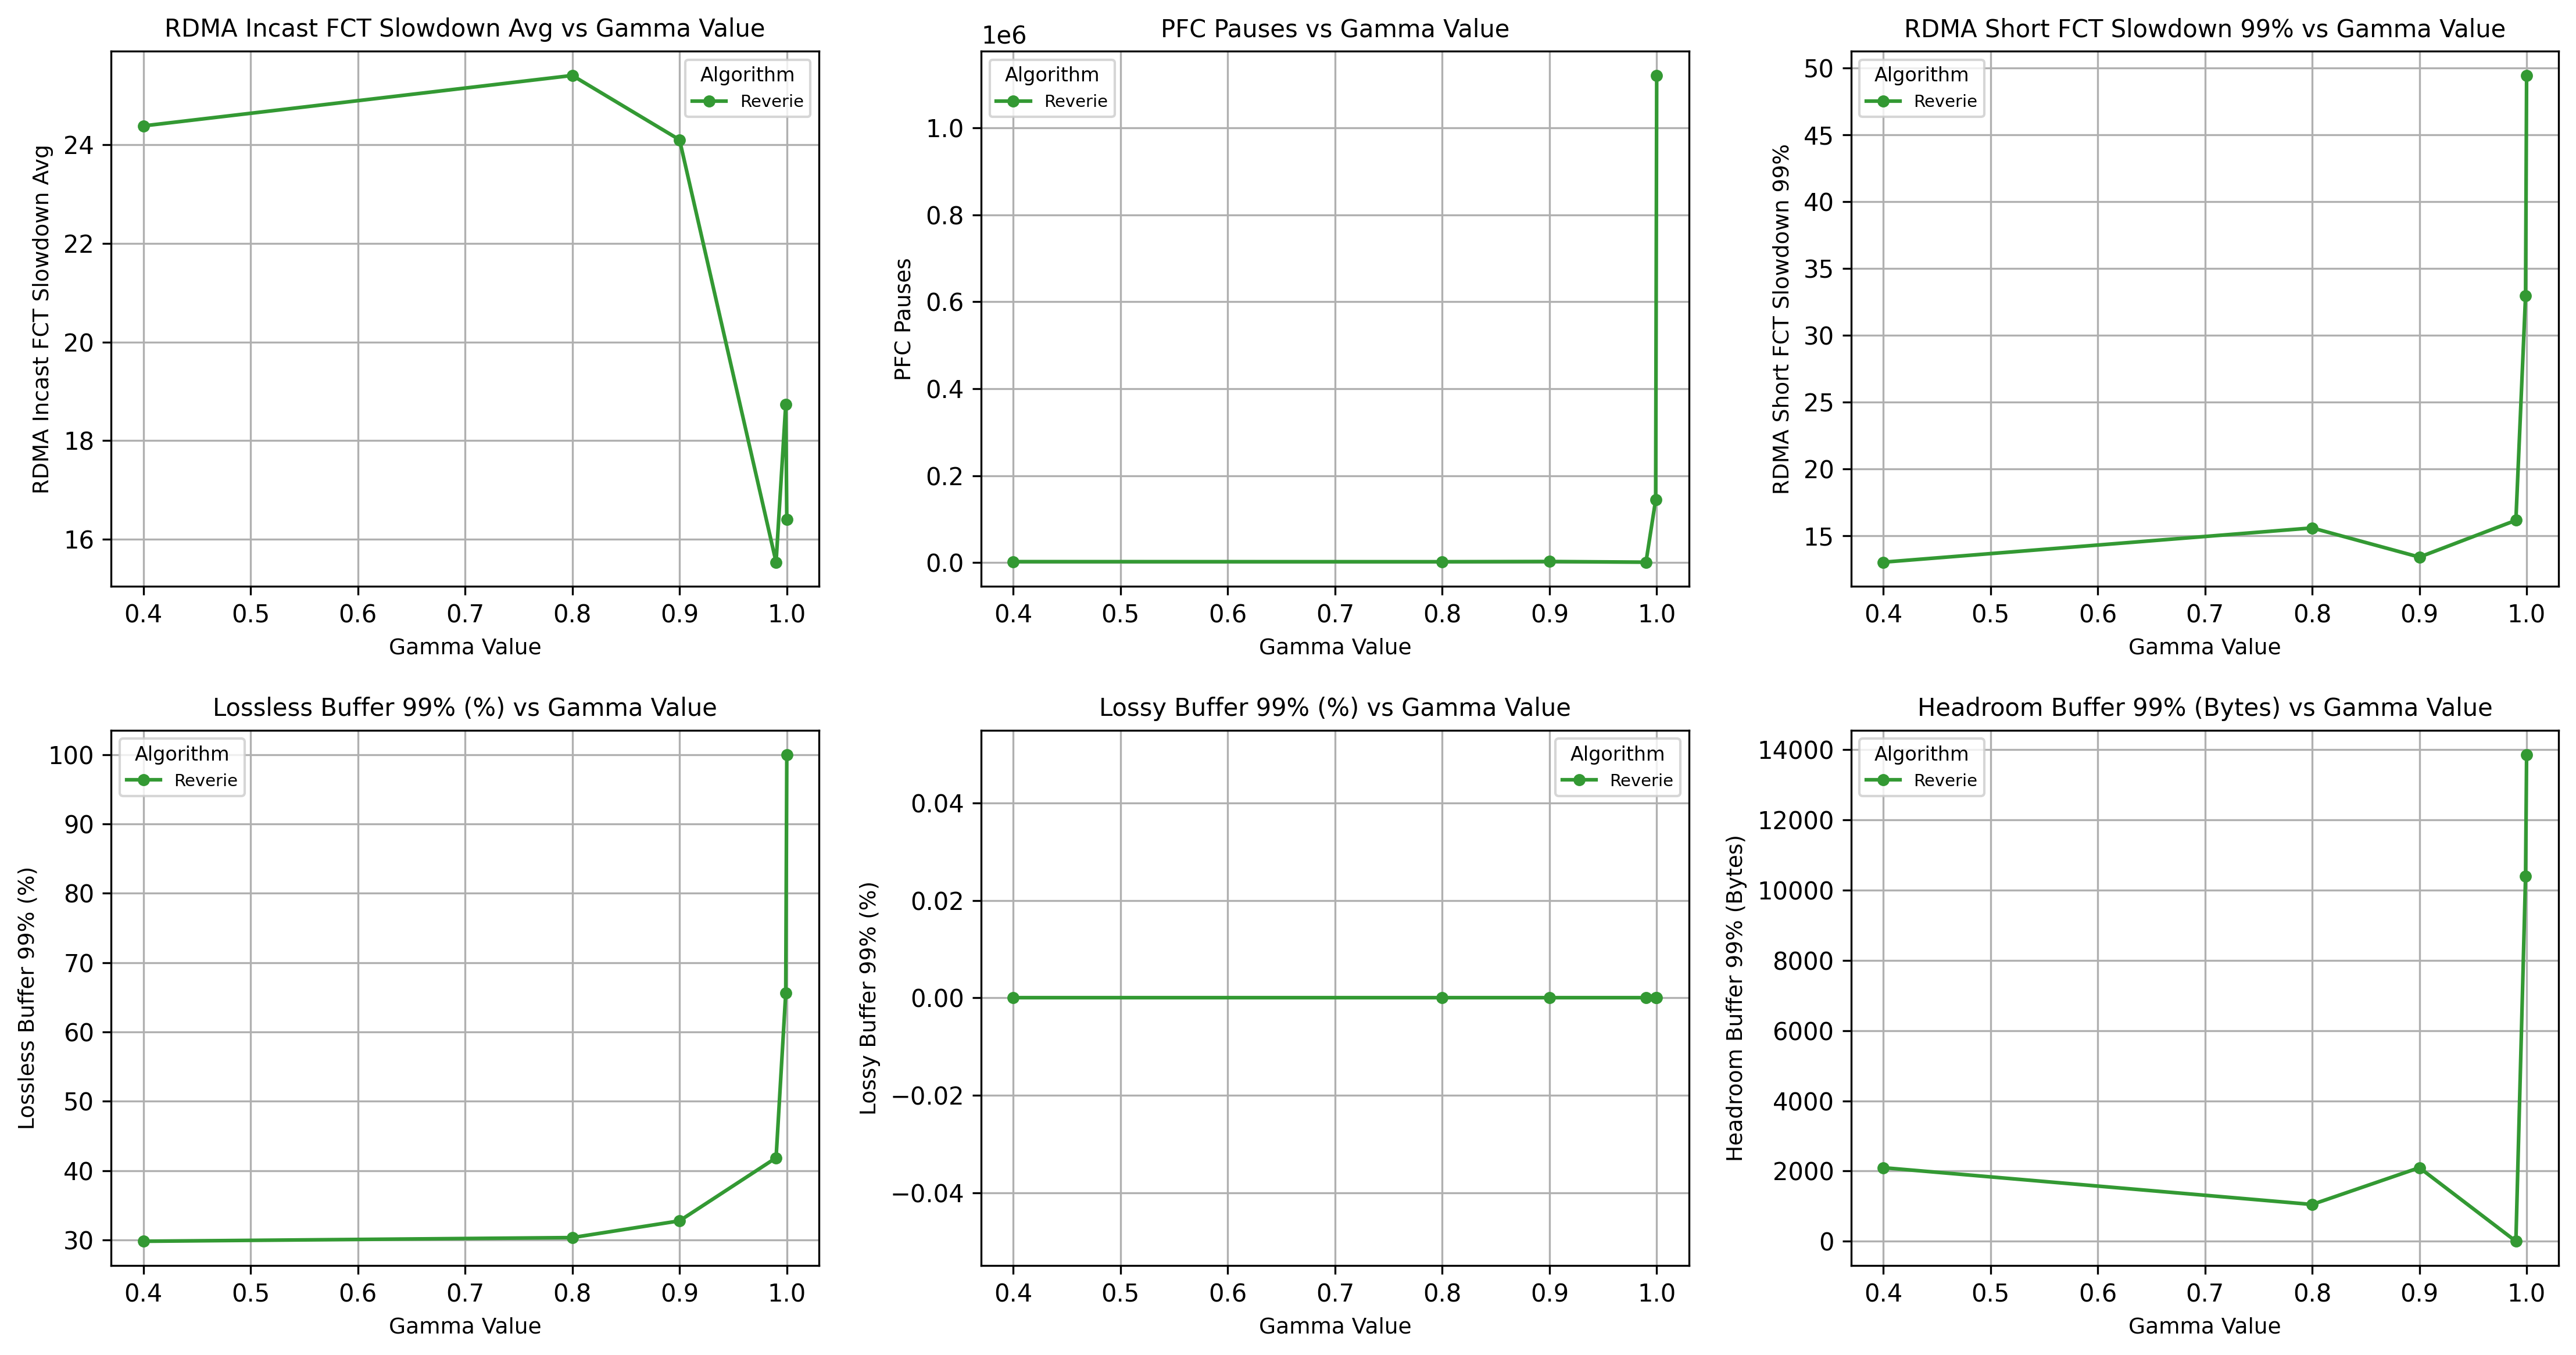 RDMA Incast FCT Slowdown Avg vs Gamma Value
Algorithm
Reverie
RDMA Incast FCT Slowdown Avg
24
22
20
18
16
0.4 0.5 0.6 0.7 0.8 0.9 1.0
Gamma Value
PFC Pauses vs Gamma Value
1e6
Algorithm
Reverie
PFC Pauses
1.0
0.8
0.6
0.4
0.2
0.0
0.4 0.5 0.6 0.7 0.8 0.9 1.0
Gamma Value
RDMA Short FCT Slowdown 99% vs Gamma Value
Algorithm
Reverie
RDMA Short FCT Slowdown 99%
50
45
40
35
30
25
20
15
0.4 0.5 0.6 0.7 0.8 0.9 1.0
Gamma Value
Lossless Buffer 99% (%) vs Gamma Value
Algorithm
Reverie
Lossless Buffer 99% (%)
100
90
80
70
60
50
40
30
0.4 0.5 0.6 0.7 0.8 0.9 1.0
Gamma Value
Lossy Buffer 99% (%) vs Gamma Value
Algorithm
Reverie
Lossy Buffer 99% (%)
0.04
0.02
0.00
−0.02
−0.04
0.4 0.5 0.6 0.7 0.8 0.9 1.0
Gamma Value
Headroom Buffer 99% (Bytes) vs Gamma Value
Algorithm
Reverie
Headroom Buffer 99% (Bytes)
14000
12000
10000
8000
6000
4000
2000
0
0.4 0.5 0.6 0.7 0.8 0.9 1.0
Gamma Value